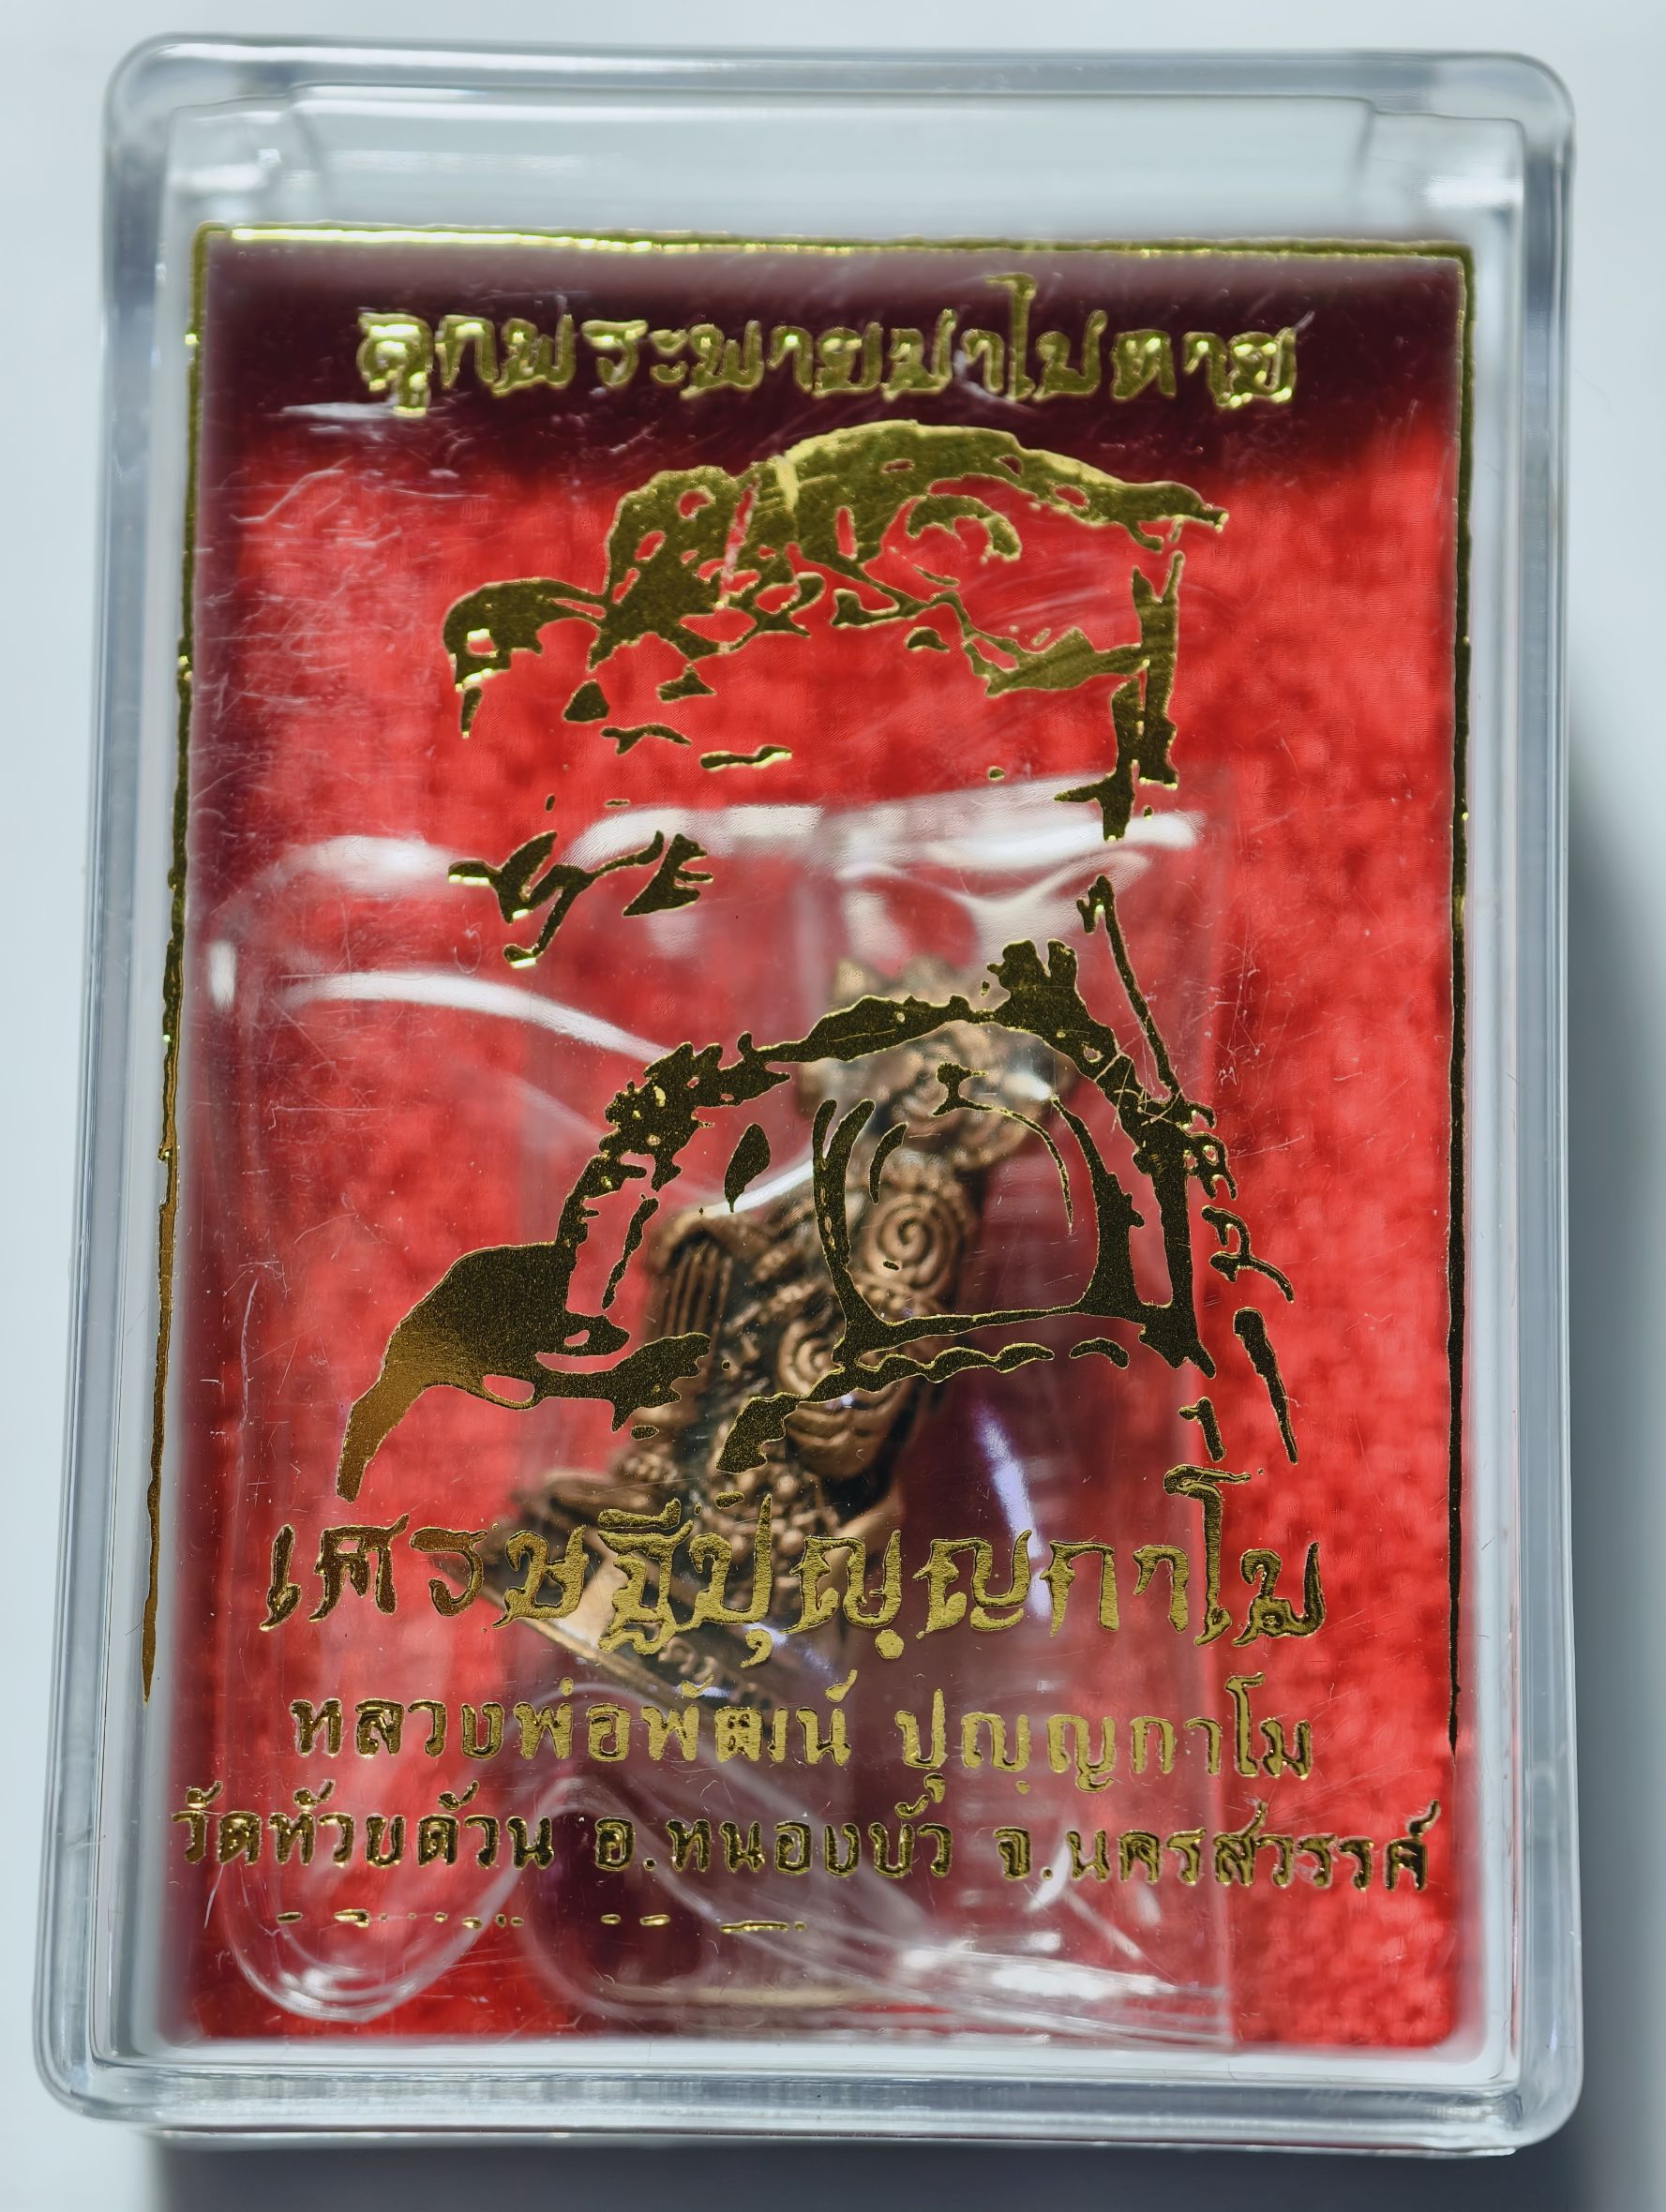 ลูกพระพายมาไม่ตาย
เศรษฐีปุญฺญกาโม
หลวงพ่อพัฒน์ ปุญฺญกาโม
วัดห้วยด้วน อ.หนองบัว จ.นครสวรรค์